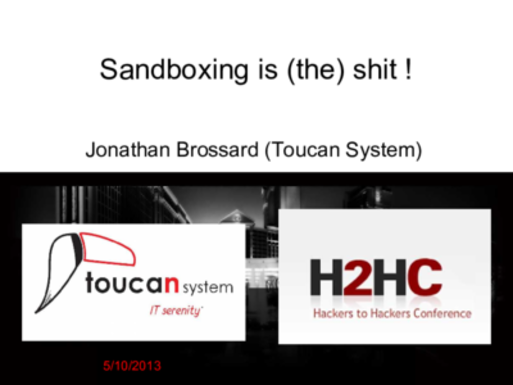 Sandboxing is (the) shit !
Jonathan Brossard (Toucan System)
toucan system
IT serenity
H2HC
Hackers to Hackers Conference
5/10/2013